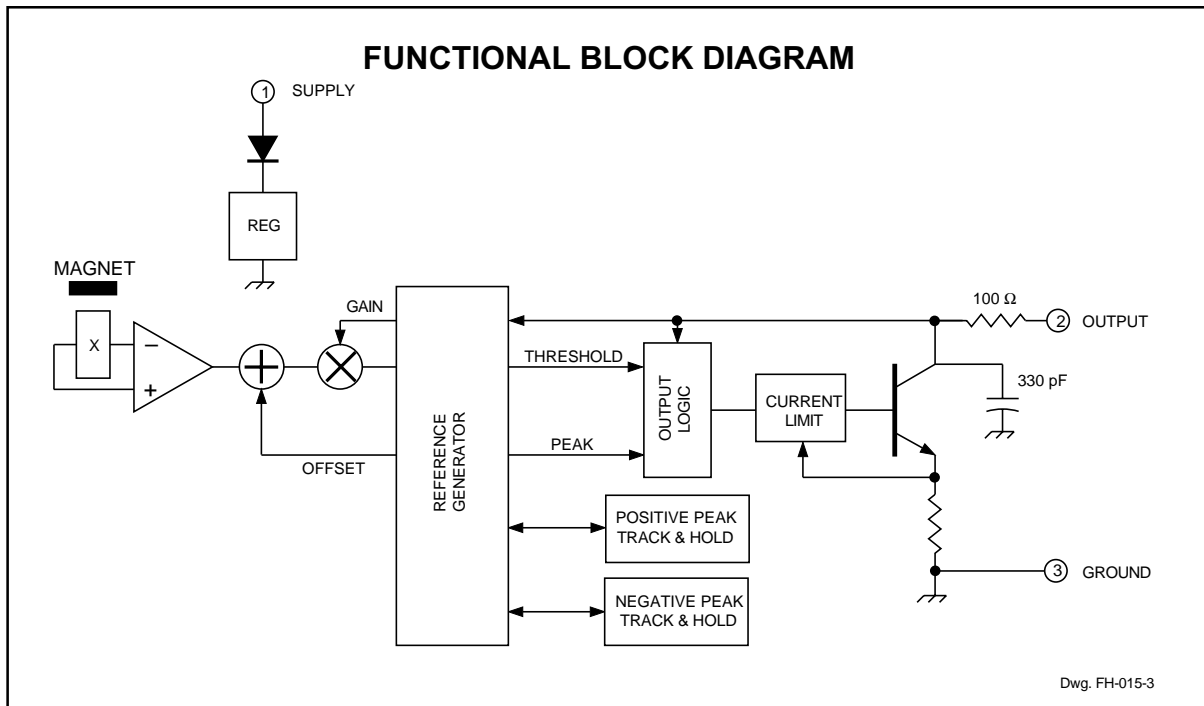 FUNCTIONAL BLOCK DIAGRAM
1 SUPPLY
REG
MAGNET
X
−
+
GAIN
+
×
OFFSET
REFERENCE
GENERATOR
THRESHOLD
PEAK
OUTPUT
LOGIC
CURRENT
LIMIT
100 Ω
2 OUTPUT
330 pF
POSITIVE PEAK
TRACK & HOLD
NEGATIVE PEAK
TRACK & HOLD
3 GROUND
Dwg. FH-015-3